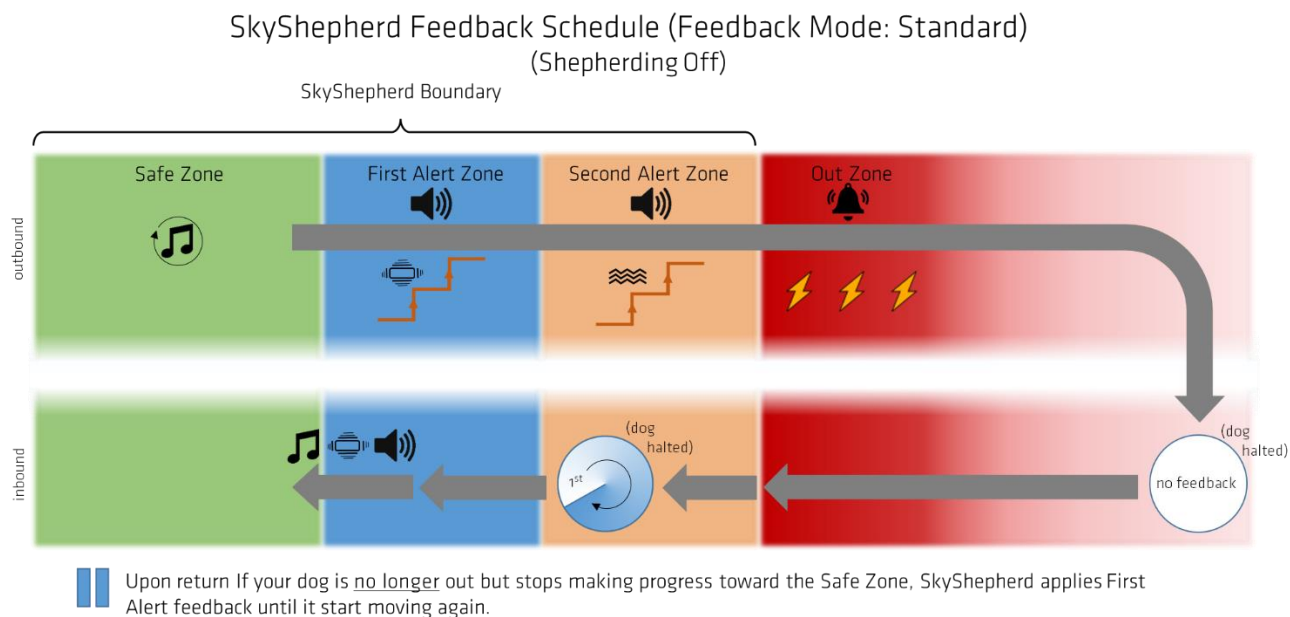 SkyShepherd Feedback Schedule (Feedback Mode: Standard)
(Shepherding Off)
SkyShepherd Boundary
Safe Zone
First Alert Zone
Second Alert Zone
Out Zone
outbound
inbound
(dog
halted)
1st
(dog
halted)
no feedback
Upon return If your dog is no longer out but stops making progress toward the Safe Zone, SkyShepherd applies First
Alert feedback until it start moving again.